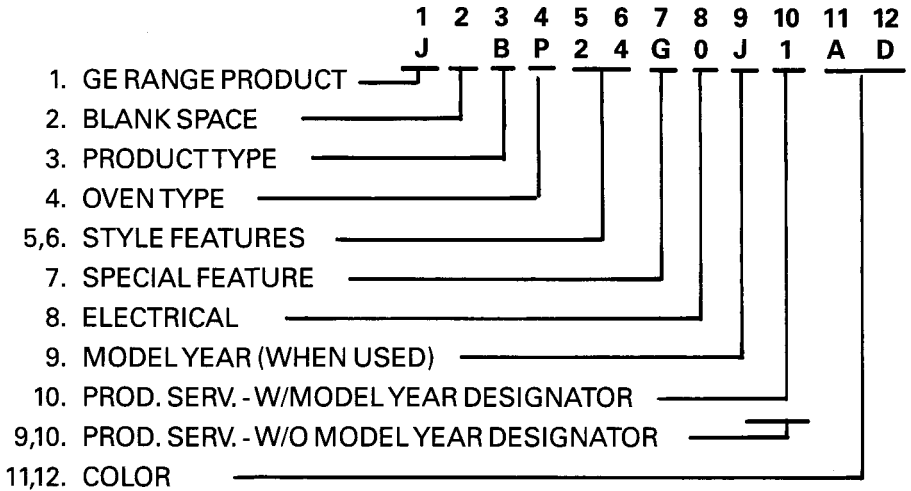 1 2 3 4 5 6 7 8 9 10 11 12
J B P 2 4 G 0 J 1 A D
1. GE RANGE PRODUCT
2. BLANK SPACE
3. PRODUCT TYPE
4. OVEN TYPE
5,6. STYLE FEATURES
7. SPECIAL FEATURE
8. ELECTRICAL
9. MODEL YEAR (WHEN USED)
10. PROD. SERV. - W/MODEL YEAR DESIGNATOR
9,10. PROD. SERV. - W/O MODEL YEAR DESIGNATOR
11,12. COLOR